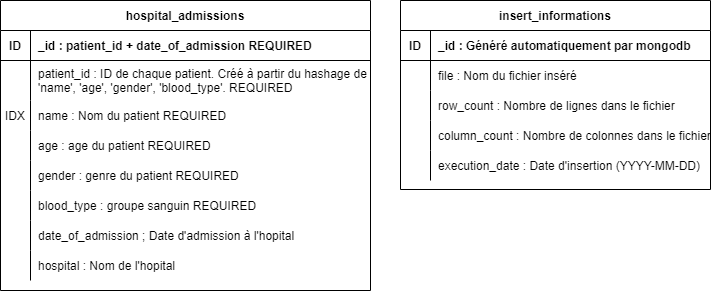 hospital_admissions
ID _id : patient_id + date_of_admission REQUIRED
patient_id : ID de chaque patient. Créé à partir du hashage de
'name', 'age', 'gender', 'blood_type'. REQUIRED
IDX name : Nom du patient REQUIRED
age : age du patient REQUIRED
gender : genre du patient REQUIRED
blood_type : groupe sanguin REQUIRED
date_of_admission ; Date d'admission à l'hopital
hospital : Nom de l'hopital
insert_informations
ID _id : Généré automatiquement par mongodb
file : Nom du fichier inséré
row_count : Nombre de lignes dans le fichier
column_count : Nombre de colonnes dans le fichier
execution_date : Date d'insertion (YYYY-MM-DD)